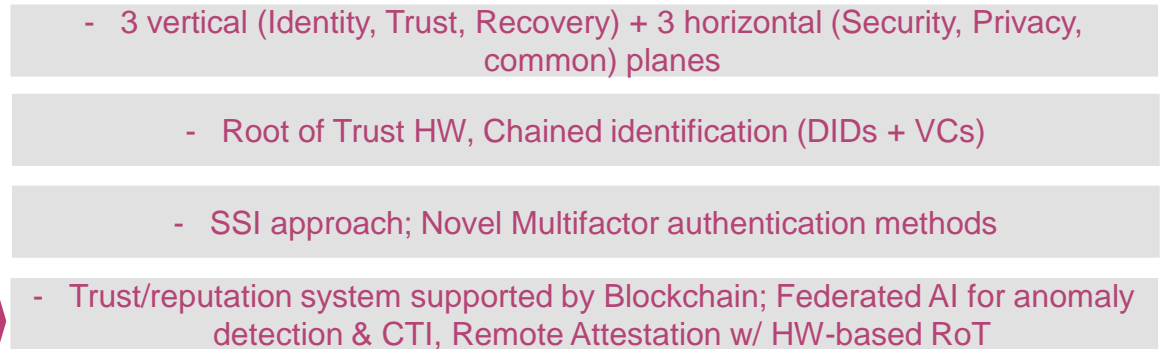 - 3 vertical (Identity, Trust, Recovery) + 3 horizontal (Security, Privacy,
common) planes
- Root of Trust HW, Chained identification (DIDs + VCs)
- SSI approach; Novel Multifactor authentication methods
- Trust/reputation system supported by Blockchain; Federated AI for anomaly
detection & CTI, Remote Attestation w/ HW-based RoT